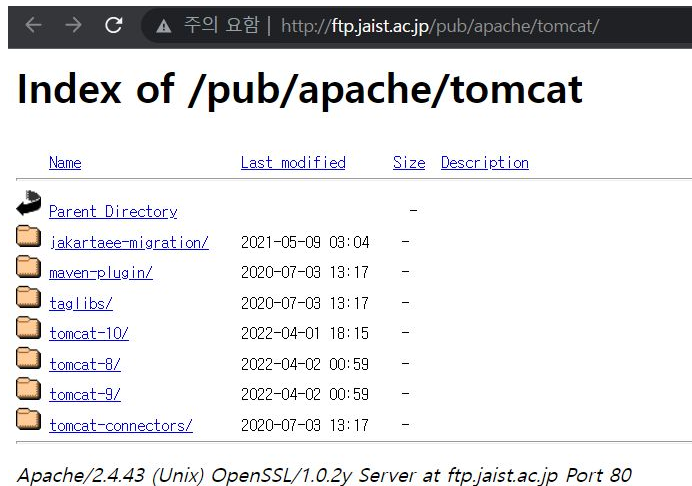 주의 요함 | http://ftp.jaist.ac.jp/pub/apache/tomcat/
Index of /pub/apache/tomcat
Name Last modified Size Description
Parent Directory -
jakartaee-migration/ 2021-05-09 03:04 -
maven-plugin/ 2020-07-03 13:17 -
taglibs/ 2020-07-03 13:17 -
tomcat-10/ 2022-04-01 18:15 -
tomcat-8/ 2022-04-02 00:59 -
tomcat-9/ 2022-04-02 00:59 -
tomcat-connectors/ 2020-07-03 13:17 -
Apache/2.4.43 (Unix) OpenSSL/1.0.2y Server at ftp.jaist.ac.jp Port 80